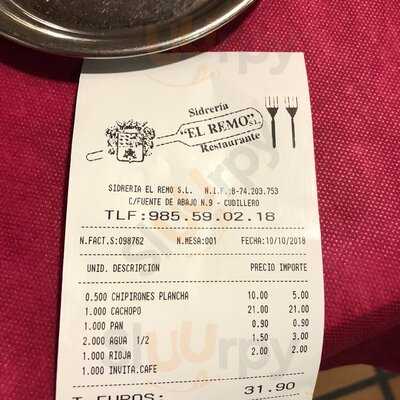 Sidrería
"EL REMO" S.L.
Restaurante
SIDRERIA EL REMO S.L. N.I.F.:B-74.203.753
C/FUENTE DE ABAJO N.9 - CUDILLERO
TLF:985.59.02.18
N.FACT.S:098762 N.MESA:001 FECHA:10/10/2018
UNID. DESCRIPCION PRECIO IMPORTE
0.500 CHIPIRONES PLANCHA 10.00 5.00
1.000 CACHOPO 21.00 21.00
1.000 PAN 0.90 0.90
2.000 AGUA 1/2 1.50 3.00
1.000 RIOJA 2.00 2.00
1.000 INVITA.CAFE
T.EUROS: 31.90